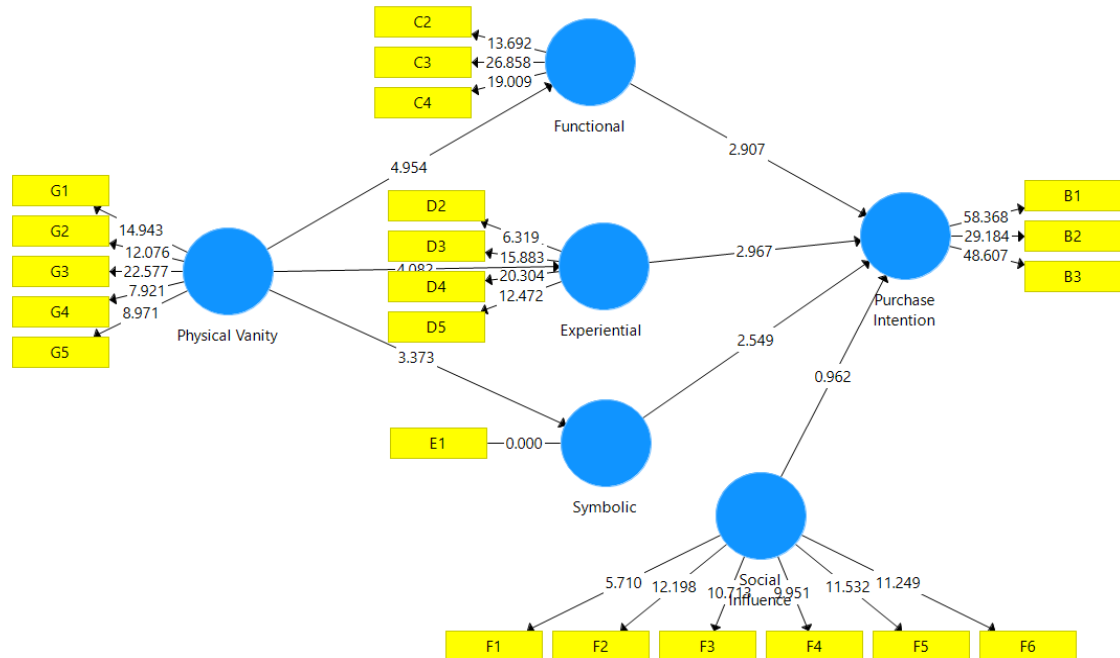 C2
13.692
C3
26.858
C4
19.009
Functional
4.954
2.907
G1
14.943
G2
12.076
G3
22.577
G4
7.921
G5
8.971
Physical Vanity
D2
6.319
D3
15.883
4.082
D4
20.304
D5
12.472
Experiential
2.967
B1
58.368
B2
29.184
B3
48.607
Purchase
Intention
3.373
2.549
0.962
E1
0.000
Symbolic
Social
Influence
5.710
12.198
10.713
9.951
11.532
11.249
F1
F2
F3
F4
F5
F6